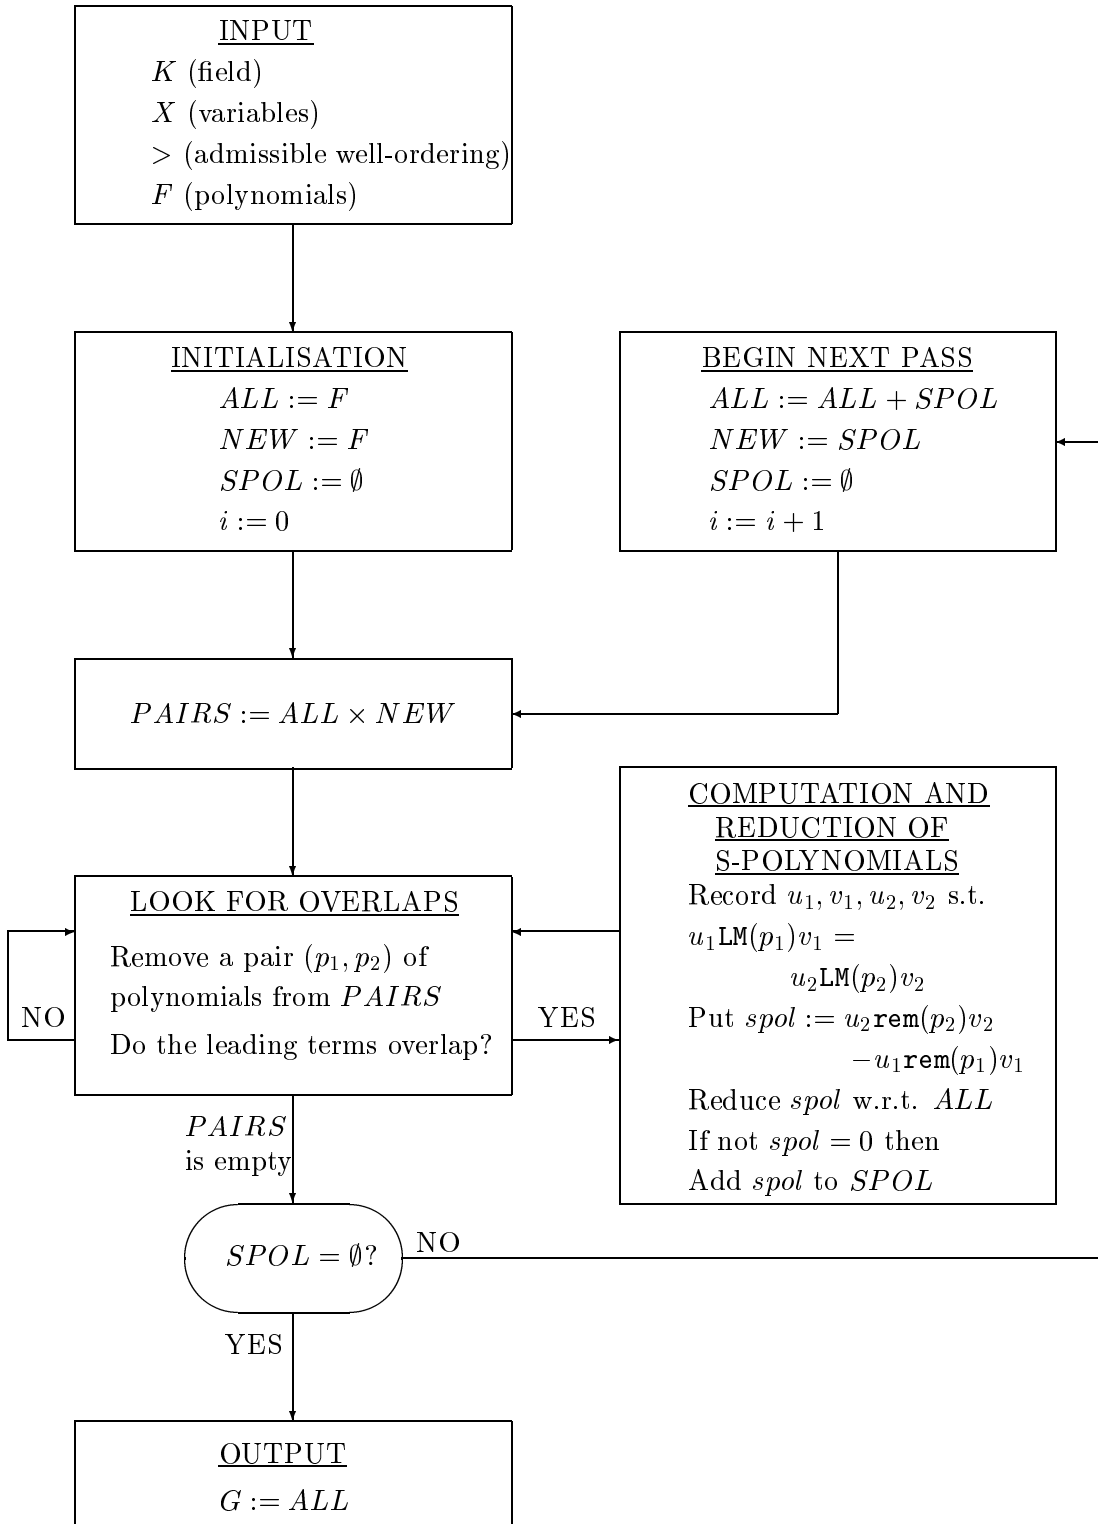 INPUT
K (field)
X (variables)
> (admissible well-ordering)
F (polynomials)
INITIALISATION
ALL := F
NEW := F
SPOL := ∅
i := 0
BEGIN NEXT PASS
ALL := ALL + SPOL
NEW := SPOL
SPOL := ∅
i := i + 1
PAIRS := ALL × NEW
LOOK FOR OVERLAPS
Remove a pair (p₁, p₂) of
polynomials from PAIRS
Do the leading terms overlap?
NO
YES
COMPUTATION AND
REDUCTION OF
S-POLYNOMIALS
Record u₁, v₁, u₂, v₂ s.t.
u₁LM(p₁)v₁ =
u₂LM(p₂)v₂
Put spol := u₂rem(p₂)v₂
−u₁rem(p₁)v₁
Reduce spol w.r.t. ALL
If not spol = 0 then
Add spol to SPOL
PAIRS
is empty
SPOL = ∅?
NO
YES
OUTPUT
G := ALL